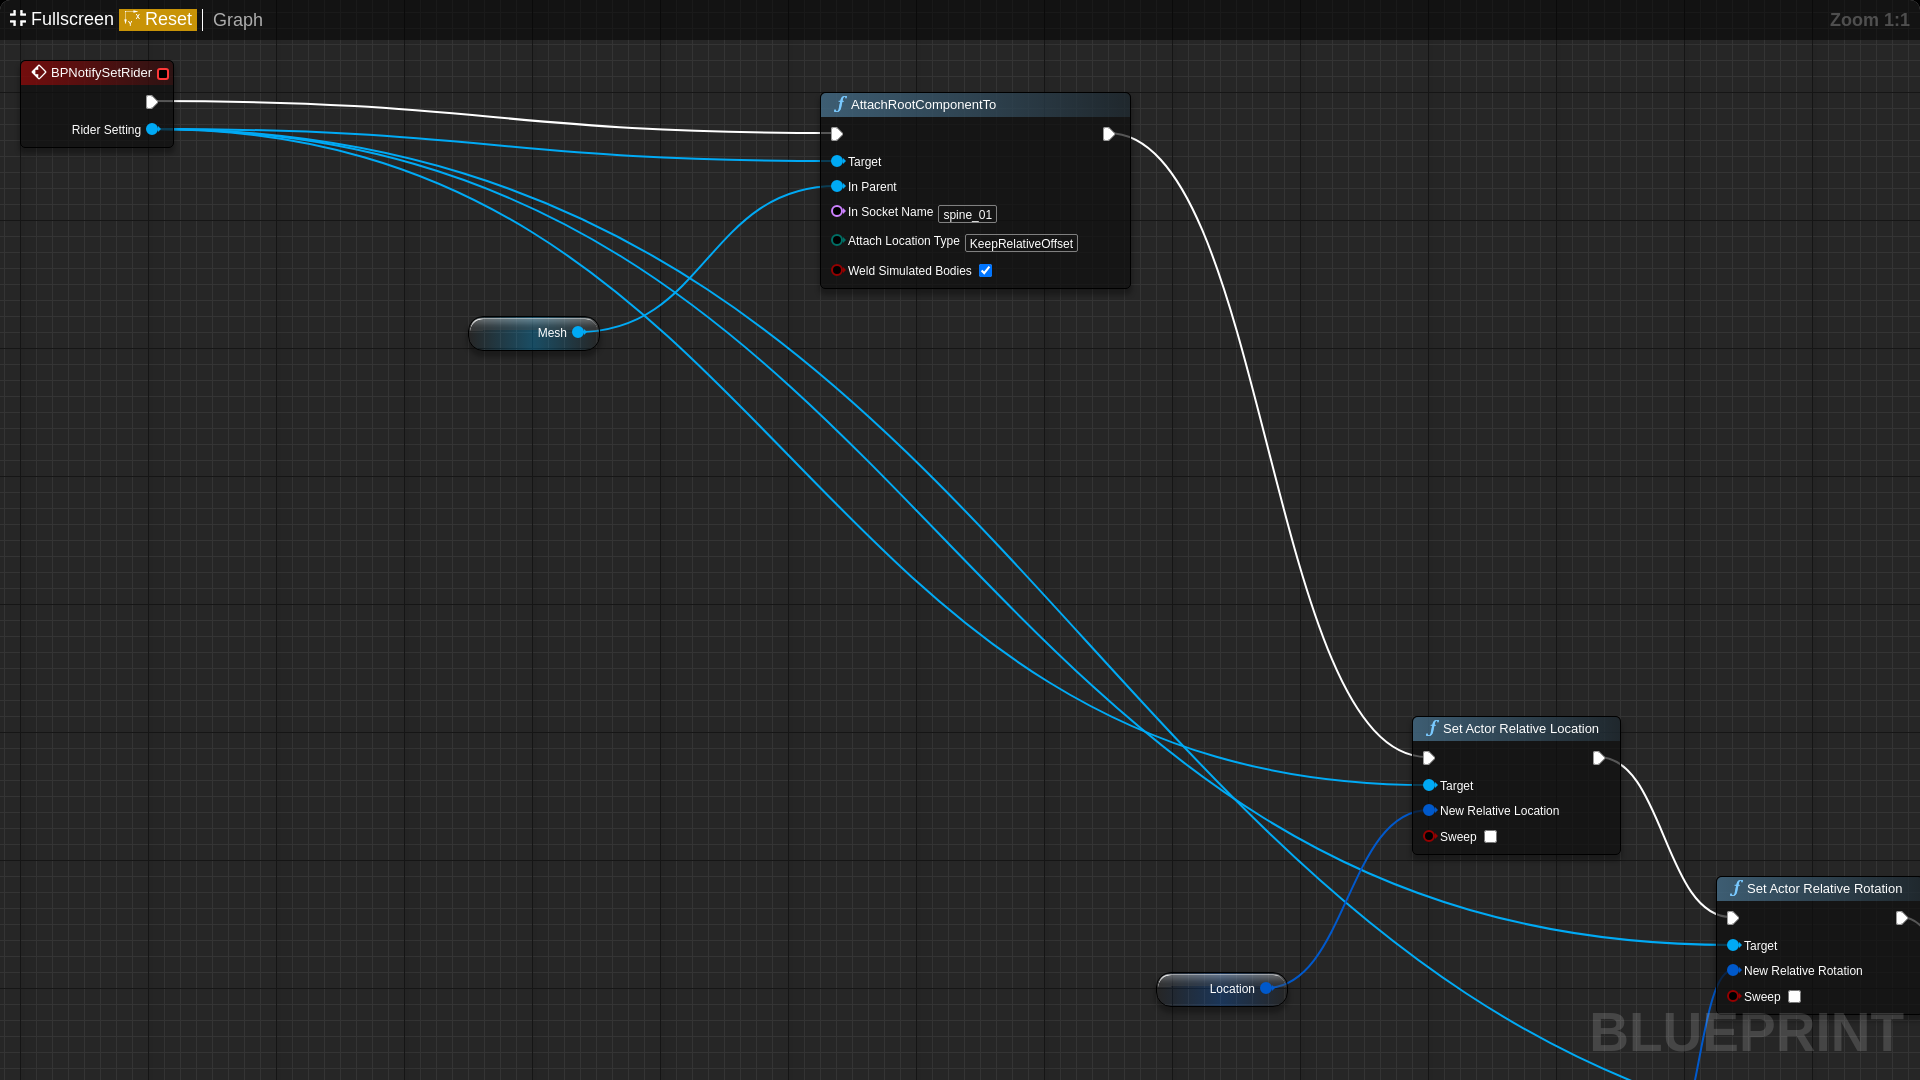 Fullscreen Reset Graph Zoom 1:1
BPNotifySetRider
Rider Setting
AttachRootComponentTo
Target
In Parent
In Socket Name spine_01
Attach Location Type KeepRelativeOffset
Weld Simulated Bodies
Mesh
Set Actor Relative Location
Target
New Relative Location
Sweep
Location
Set Actor Relative Rotation
Target
New Relative Rotation
Sweep
BLUEPRINT